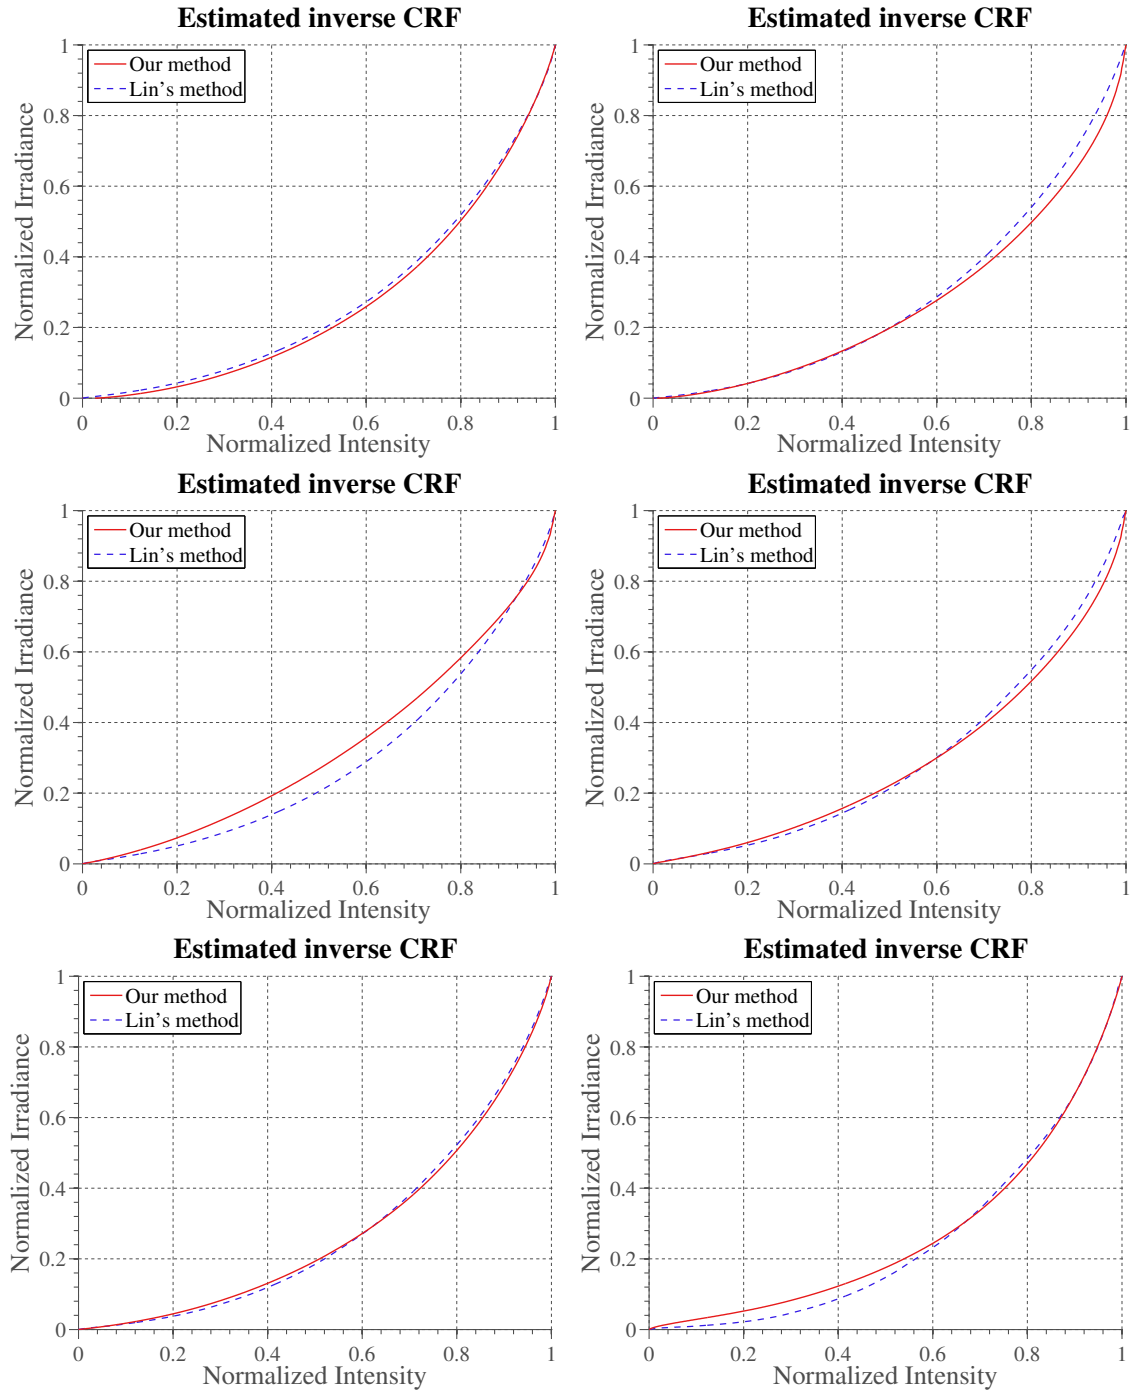 Estimated inverse CRF
Our method
Lin's method
Normalized Irradiance
1
0.8
0.6
0.4
0.2
0
0 0.2 0.4 0.6 0.8 1
Normalized Intensity
Estimated inverse CRF
Our method
Lin's method
Normalized Irradiance
1
0.8
0.6
0.4
0.2
0
0 0.2 0.4 0.6 0.8 1
Normalized Intensity
Estimated inverse CRF
Our method
Lin's method
Normalized Irradiance
1
0.8
0.6
0.4
0.2
0
0 0.2 0.4 0.6 0.8 1
Normalized Intensity
Estimated inverse CRF
Our method
Lin's method
Normalized Irradiance
1
0.8
0.6
0.4
0.2
0
0 0.2 0.4 0.6 0.8 1
Normalized Intensity
Estimated inverse CRF
Our method
Lin's method
Normalized Irradiance
1
0.8
0.6
0.4
0.2
0
0 0.2 0.4 0.6 0.8 1
Normalized Intensity
Estimated inverse CRF
Our method
Lin's method
Normalized Irradiance
1
0.8
0.6
0.4
0.2
0
0 0.2 0.4 0.6 0.8 1
Normalized Intensity